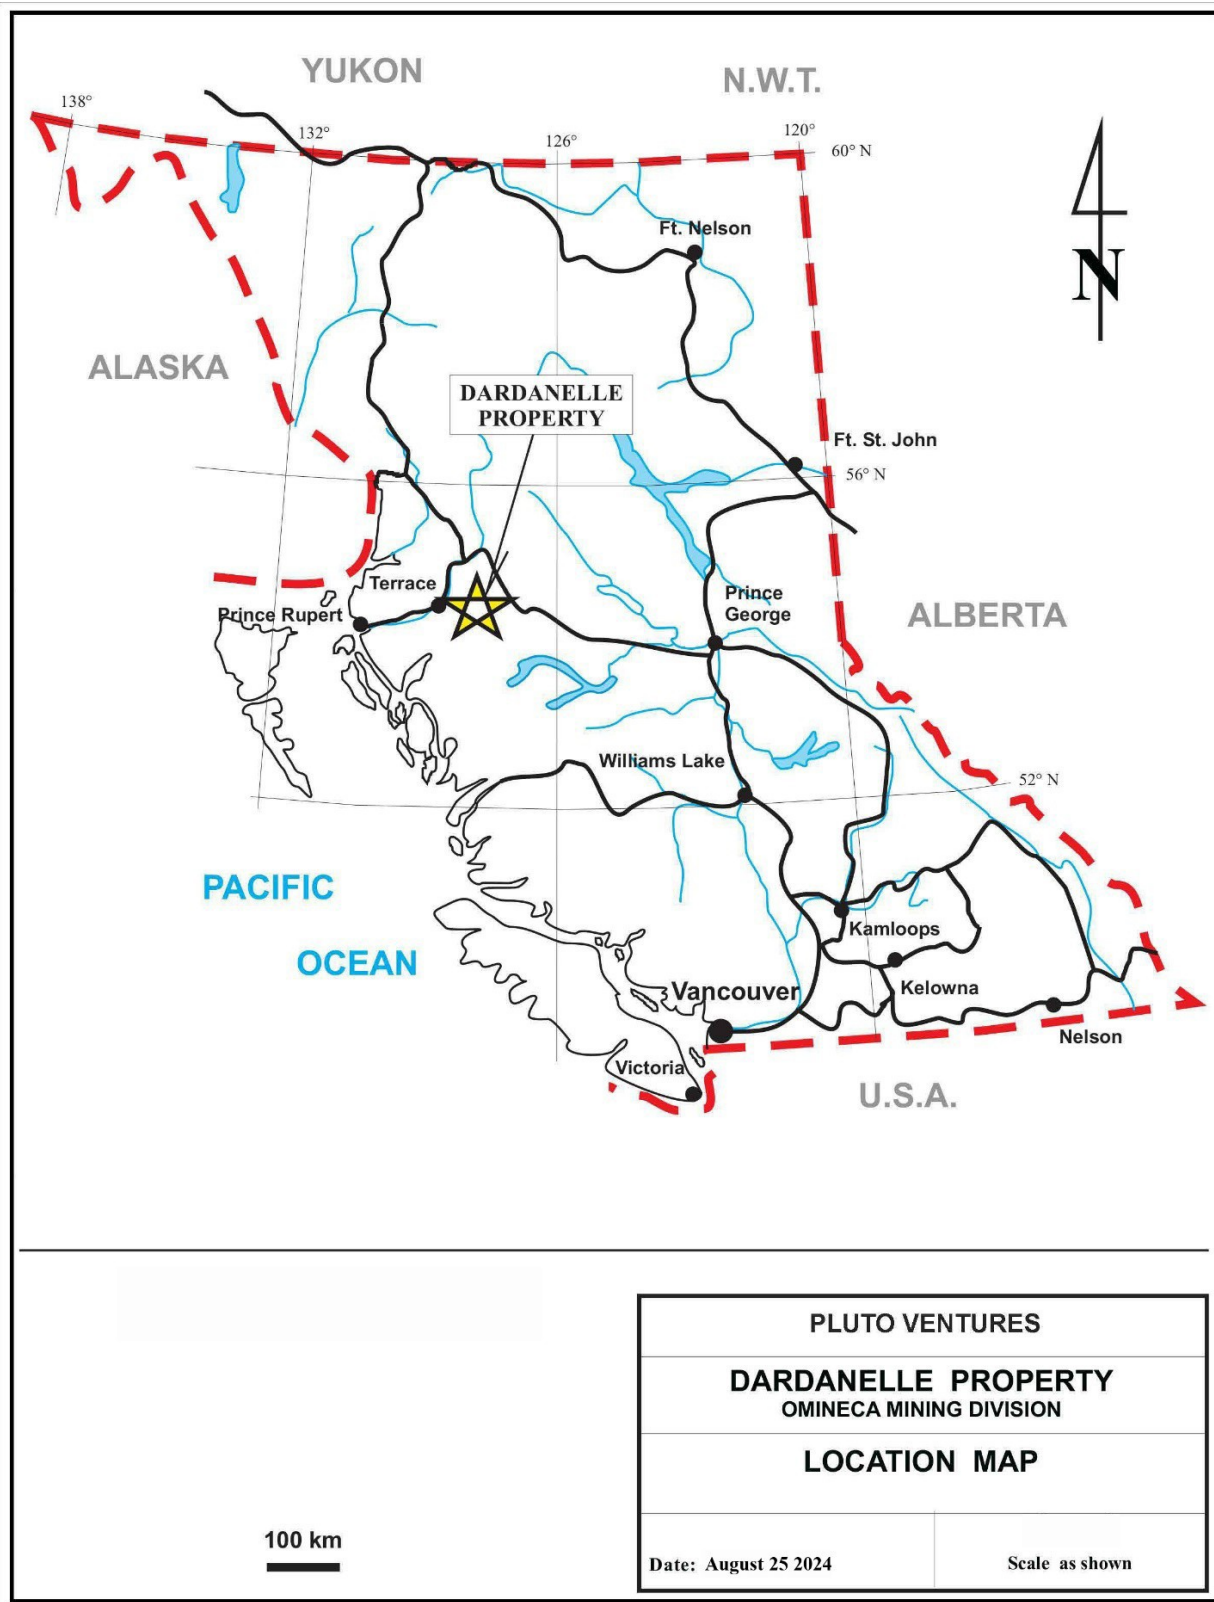 YUKON
N.W.T.
138°
132°
126°
120°
60° N
Ft. Nelson
N
ALASKA
DARDANELLE
PROPERTY
Ft. St. John
56° N
Terrace
Prince
George
Prince Rupert
ALBERTA
Williams Lake
52° N
PACIFIC
OCEAN
Kamloops
Kelowna
Vancouver
Nelson
Victoria
U.S.A.
PLUTO VENTURES
DARDANELLE PROPERTY
OMINECA MINING DIVISION
LOCATION MAP
100 km
Date: August 25 2024
Scale as shown